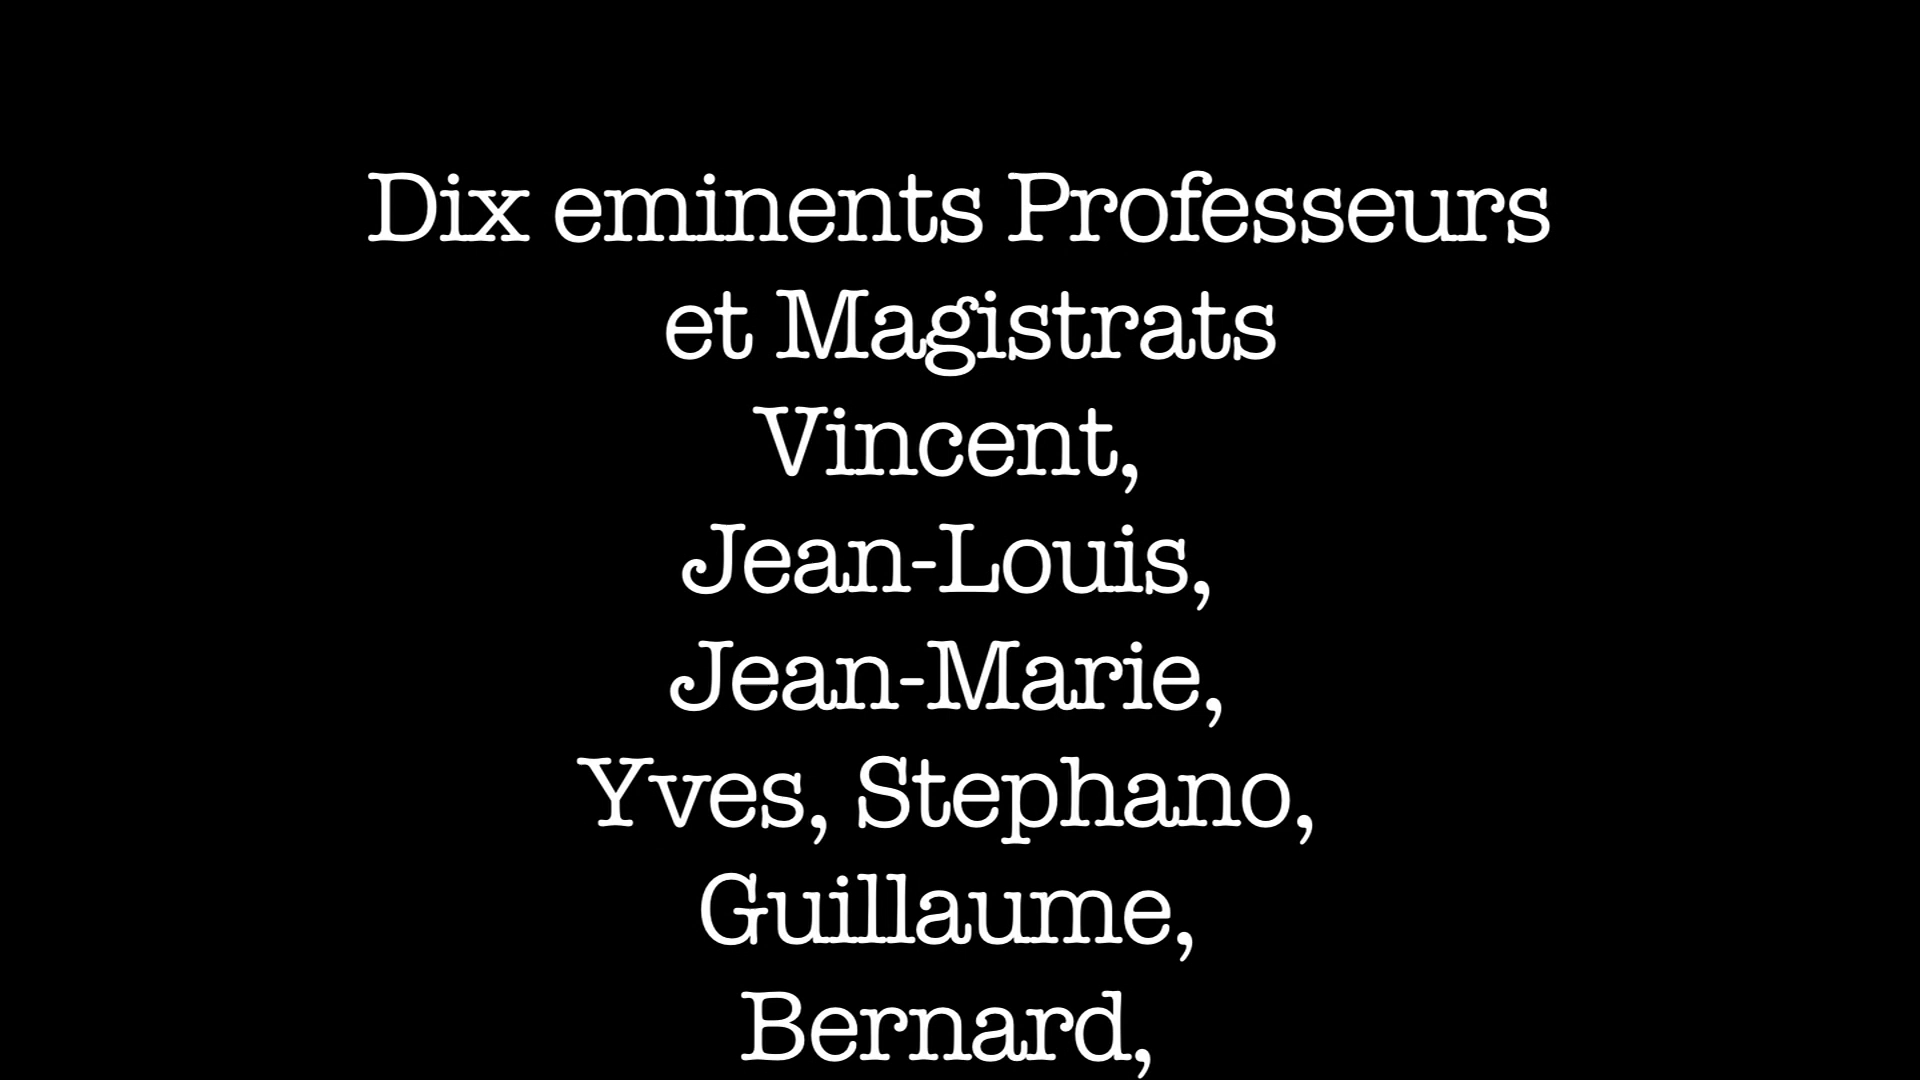 Dix eminents Professeurs
et Magistrats
Vincent,
Jean-Louis,
Jean-Marie,
Yves, Stephano,
Guillaume,
Bernard,